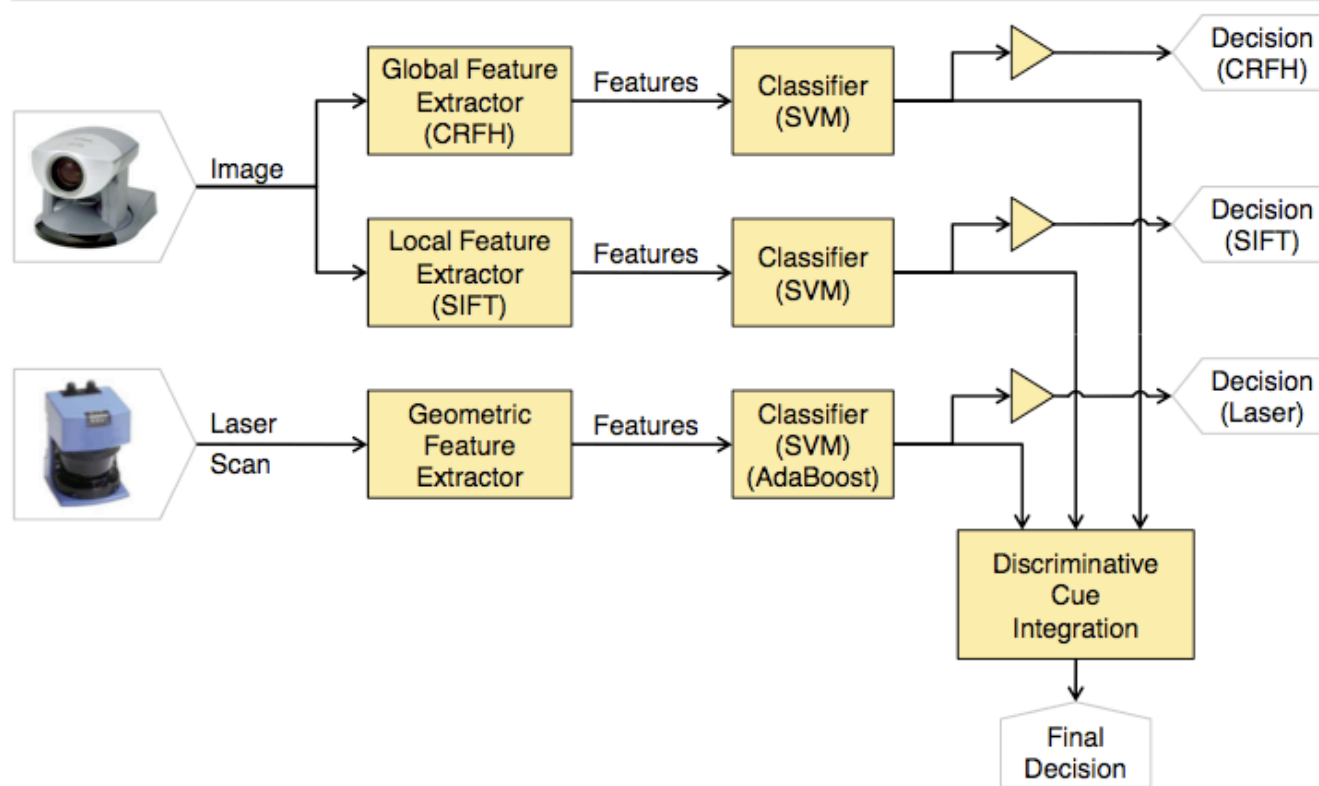 Global Feature
Extractor
(CRFH)
Features
Classifier
(SVM)
Decision
(CRFH)
Image
Local Feature
Extractor
(SIFT)
Features
Classifier
(SVM)
Decision
(SIFT)
Laser
Scan
Geometric
Feature
Extractor
Features
Classifier
(SVM)
(AdaBoost)
Decision
(Laser)
Discriminative
Cue
Integration
Final
Decision